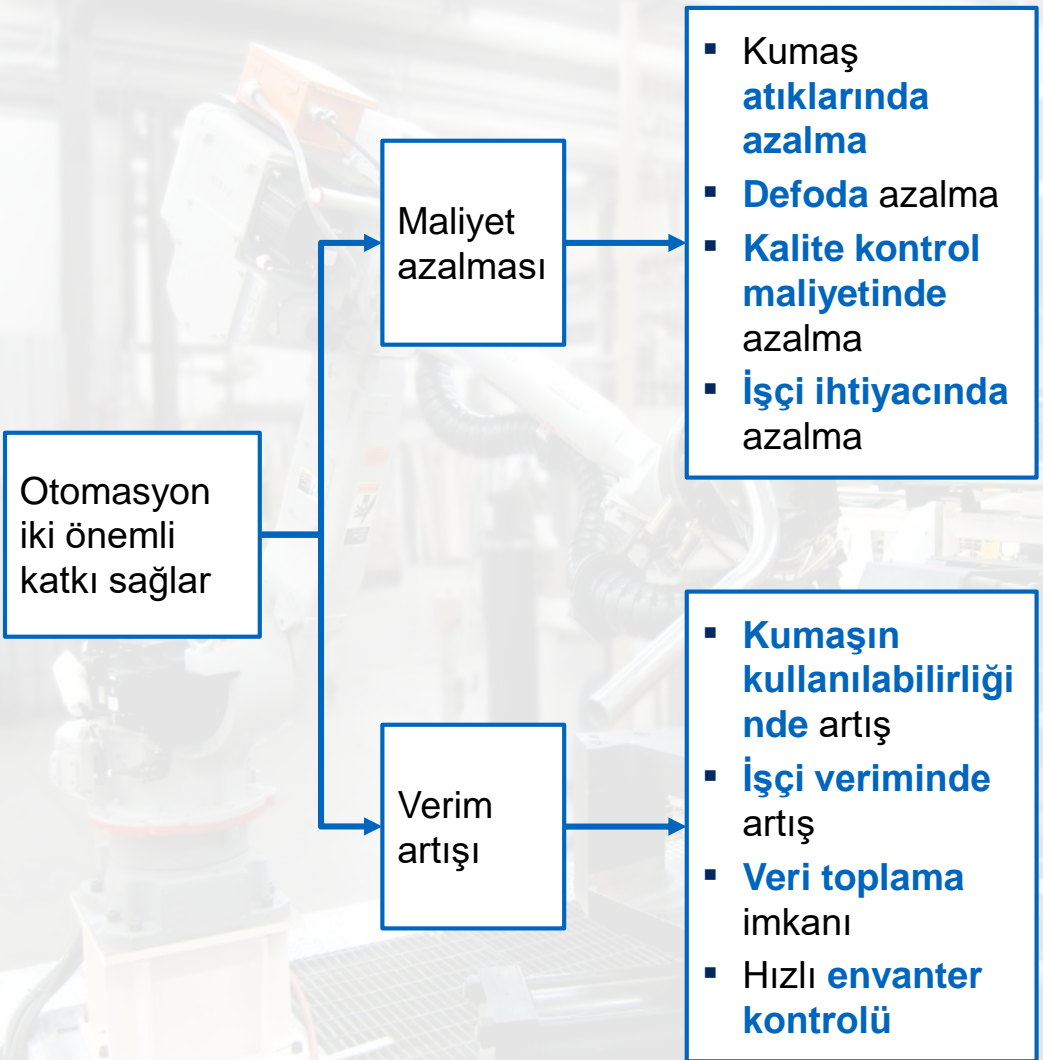 Otomasyon
iki önemli
katkı sağlar
Maliyet
azalması
▪ Kumaş
atıklarında
azalma
▪ Defoda azalma
▪ Kalite kontrol
maliyetinde
azalma
▪ İşçi ihtiyacında
azalma
Verim
artışı
▪ Kumaşın
kullanılabilirliği
nde artış
▪ İşçi veriminde
artış
▪ Veri toplama
imkanı
▪ Hızlı envanter
kontrolü